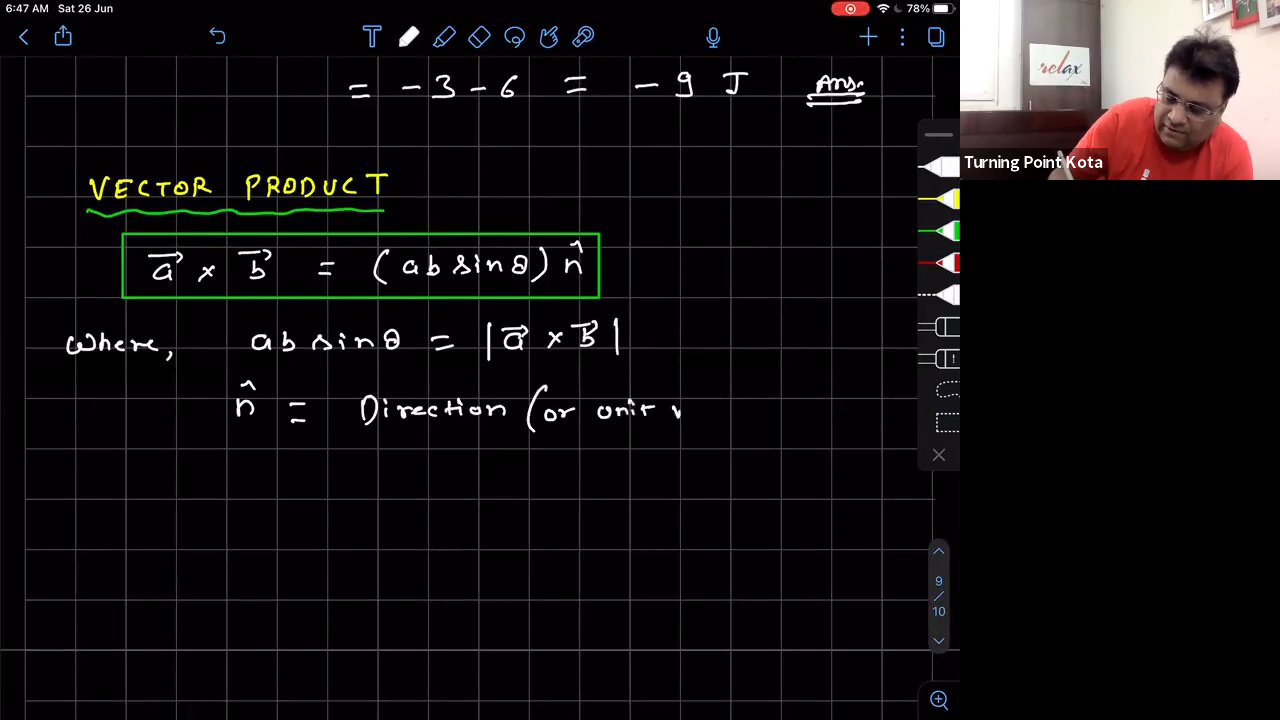 6:47 AM Sat 26 Jun 78%
= -3 - 6 = -9 J Ans.
VECTOR PRODUCT
a⃗ × b⃗ = (ab sinθ) n̂
where, ab sinθ = |a⃗ × b⃗|
n̂ = Direction (or unit v
9
/
10
relax
Turning Point Kota